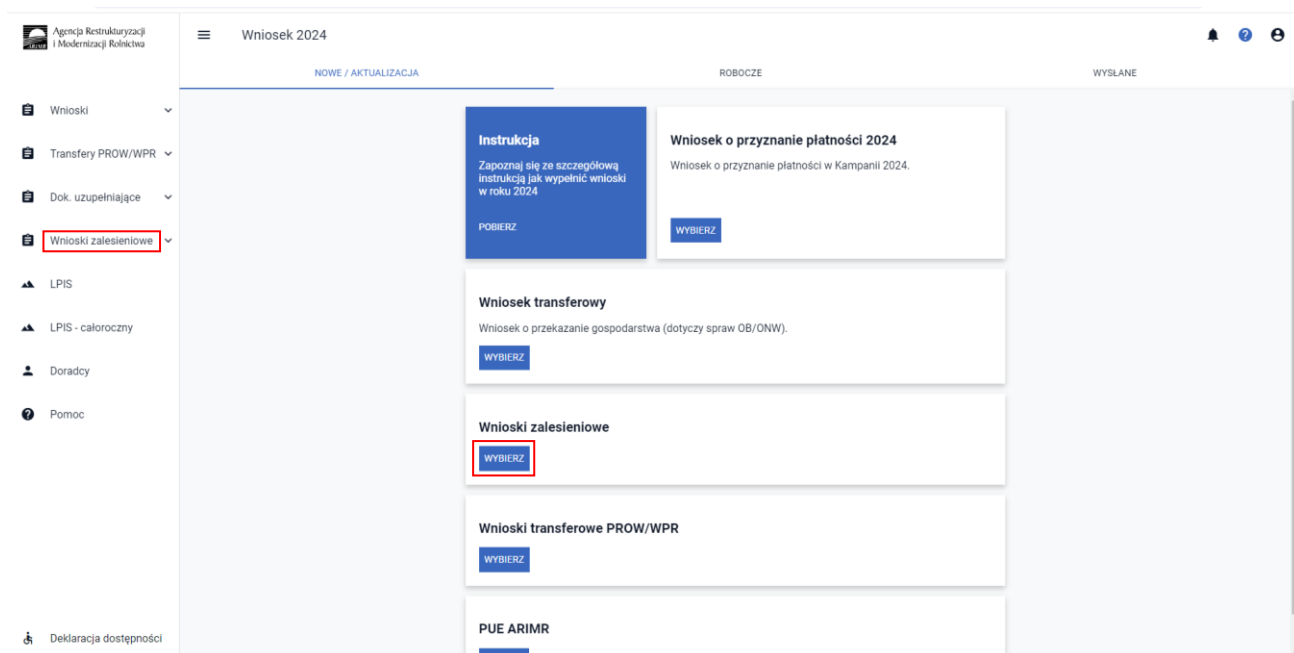 Agencja Restrukturyzacji
i Modernizacji Rolnictwa
Wniosek 2024
NOWE / AKTUALIZACJA
ROBOCZE
WYSŁANE
Wnioski
Transfery PROW/WPR
Dok. uzupełniające
Wnioski zalesieniowe
LPIS
LPIS - całoroczny
Doradcy
Pomoc
Deklaracja dostępności
Instrukcja
Zapoznaj się ze szczegółową
instrukcją jak wypełnić wnioski
w roku 2024
POBIERZ
Wniosek o przyznanie płatności 2024
Wniosek o przyznanie płatności w Kampanii 2024.
WYBIERZ
Wniosek transferowy
Wniosek o przekazanie gospodarstwa (dotyczy spraw OB/ONW).
WYBIERZ
Wnioski zalesieniowe
WYBIERZ
Wnioski transferowe PROW/WPR
WYBIERZ
PUE ARIMR